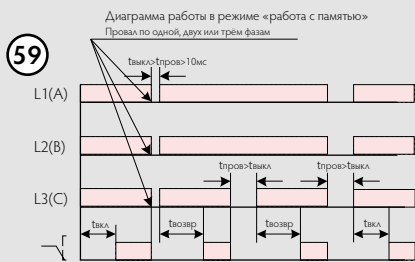 Диаграмма работы в режиме «работа с памятью»
Провал по одной, двух или трём фазам
59
tвыкл>tпров>10мс
L1(A)
L2(B)
tпров>tвыкл tпров>tвыкл
L3(C)
tвкл tвозвр tвозвр tвкл